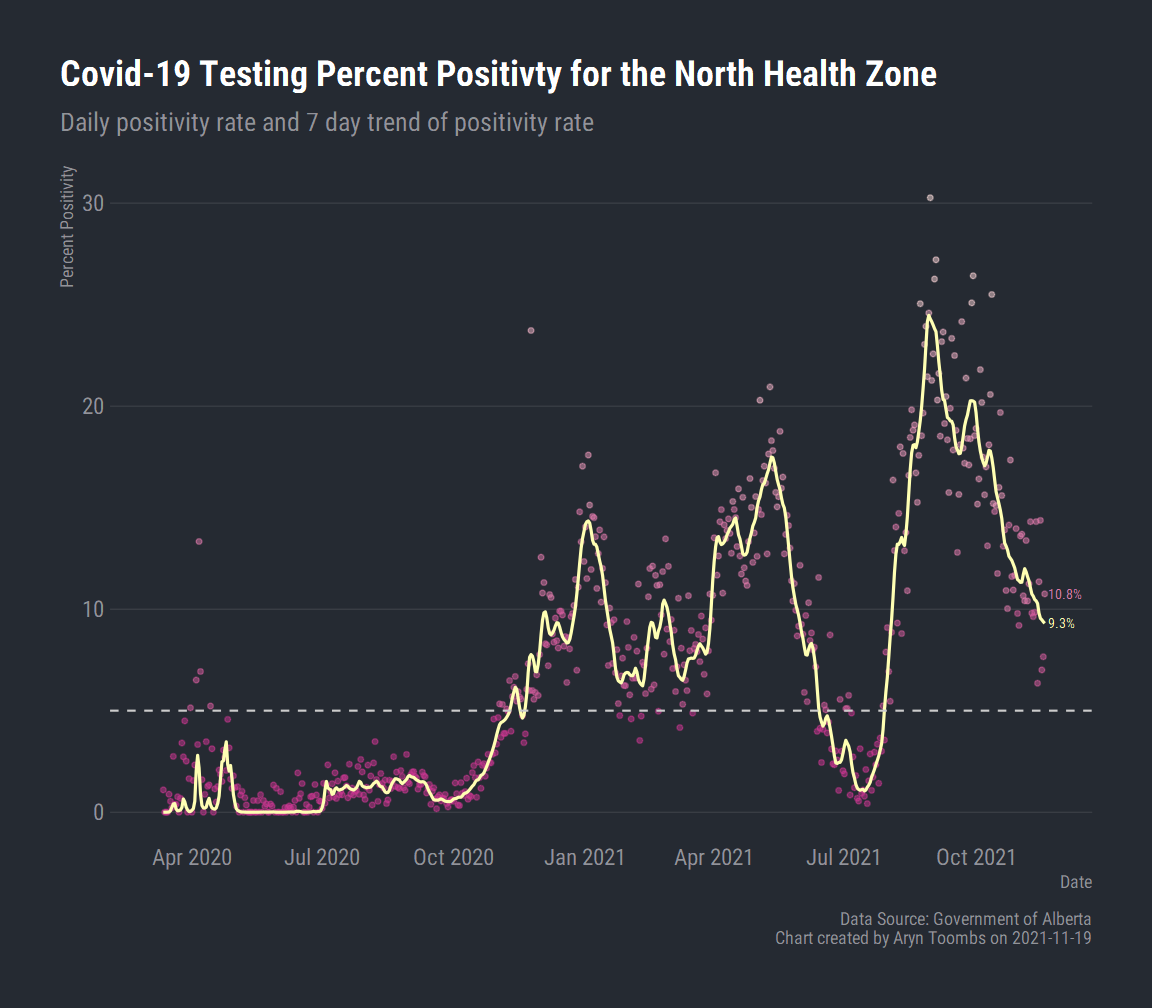 Covid-19 Testing Percent Positivty for the North Health Zone
Daily positivity rate and 7 day trend of positivity rate
Percent Positivity
30
20
10
0
10.8%
9.3%
Apr 2020
Jul 2020
Oct 2020
Jan 2021
Apr 2021
Jul 2021
Oct 2021
Date
Data Source: Government of Alberta
Chart created by Aryn Toombs on 2021-11-19